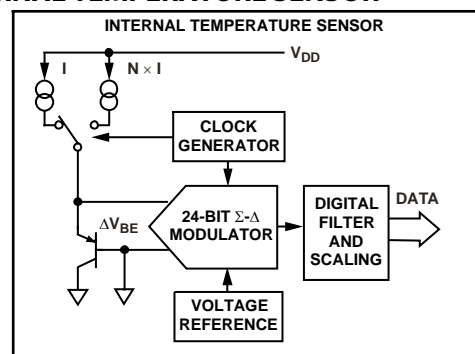 INTERNAL TEMPERATURE SENSOR
V_DD
I
N × I
CLOCK
GENERATOR
ΔV_BE
24-BIT Σ-Δ
MODULATOR
DIGITAL
FILTER
AND
SCALING
DATA
VOLTAGE
REFERENCE